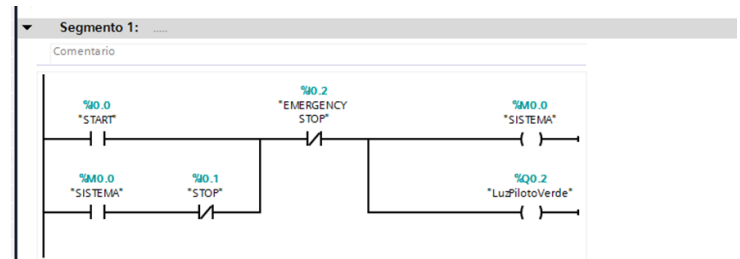 Segmento 1: .....
Comentario
%I0.0
"START"
%I0.2
"EMERGENCY
STOP"
%M0.0
"SISTEMA"
%M0.0
"SISTEMA"
%I0.1
"STOP"
%Q0.2
"LuzPilotoVerde"